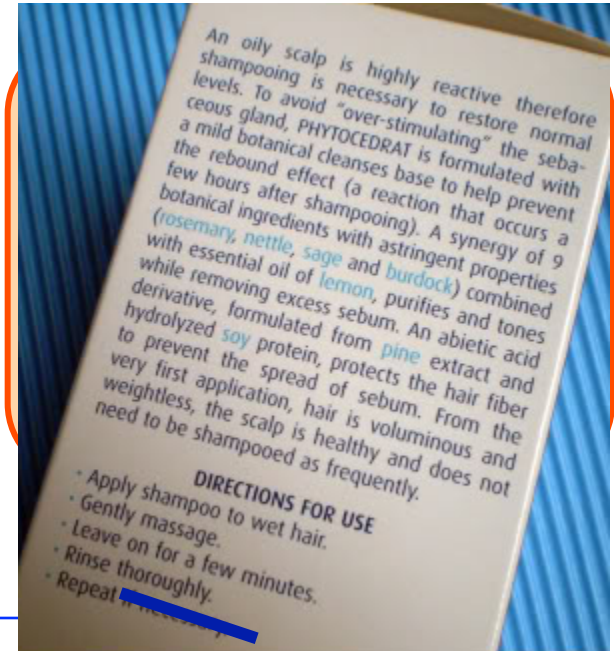 An oily scalp is highly reactive therefore
shampooing is necessary to restore normal
levels. To avoid "over-stimulating" the seba-
ceous gland, PHYTOCEDRAT is formulated with
a mild botanical cleanses base to help prevent
the rebound effect (a reaction that occurs a
few hours after shampooing). A synergy of 9
botanical ingredients with astringent properties
(rosemary, nettle, sage and burdock) combined
with essential oil of lemon, purifies and tones
while removing excess sebum. An abietic acid
derivative, formulated from pine extract and
hydrolyzed soy protein, protects the hair fiber
to prevent the spread of sebum. From the
very first application, hair is voluminous and
weightless, the scalp is healthy and does not
need to be shampooed as frequently.
DIRECTIONS FOR USE
· Apply shampoo to wet hair.
· Gently massage.
· Leave on for a few minutes.
· Rinse thoroughly.
· Repeat